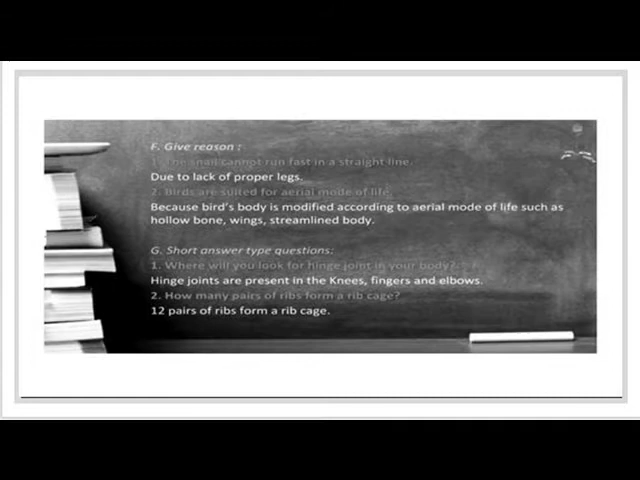 F. Give reason :
1. The snail cannot run fast in a straight line.
Due to lack of proper legs.
2. Birds are suited for aerial mode of life.
Because bird's body is modified according to aerial mode of life such as
hollow bone, wings, streamlined body.
G. Short answer type questions:
1. Where will you look for hinge joint in your body?
Hinge joints are present in the Knees, fingers and elbows.
2. How many pairs of ribs form a rib cage?
12 pairs of ribs form a rib cage.